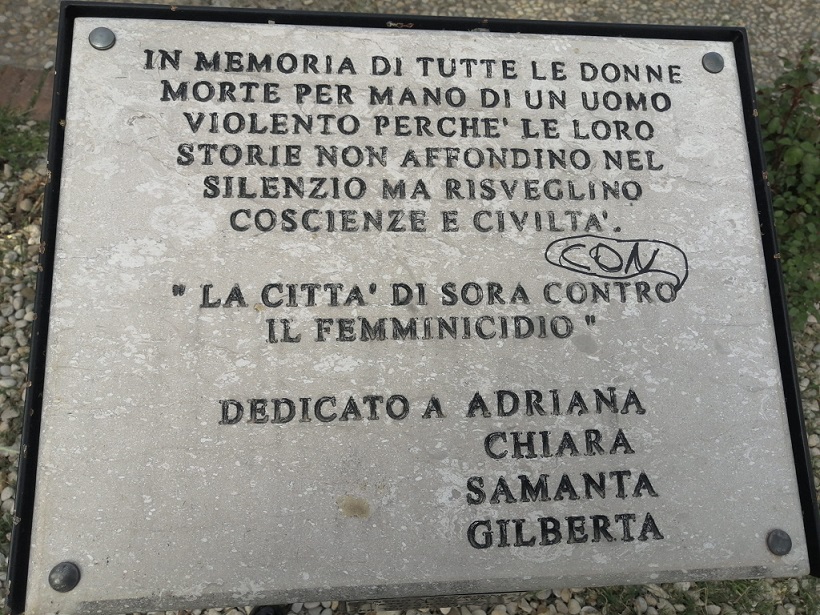 IN MEMORIA DI TUTTE LE DONNE
MORTE PER MANO DI UN UOMO
VIOLENTO PERCHE' LE LORO
STORIE NON AFFONDINO NEL
SILENZIO MA RISVEGLINO
COSCIENZE E CIVILTA'.
CON
" LA CITTA' DI SORA CONTRO
IL FEMMINICIDIO "
DEDICATO A ADRIANA
CHIARA
SAMANTA
GILBERTA